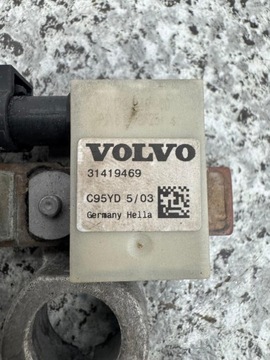 VOLVO
31419469
C95YD 5/03
Germany Hella